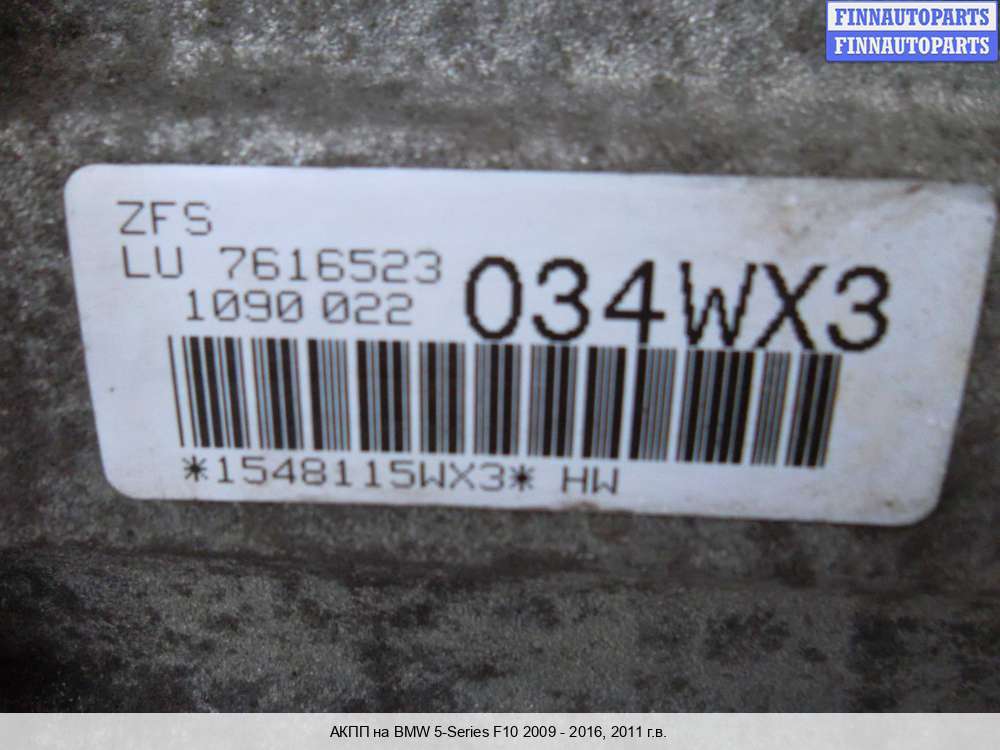 FINNAUTOPARTS
FINNAUTOPARTS
ZFS
LU 7616523
1090 022
034WX3
*1548115WX3* HW
АКПП на BMW 5-Series F10 2009 - 2016, 2011 г.в.